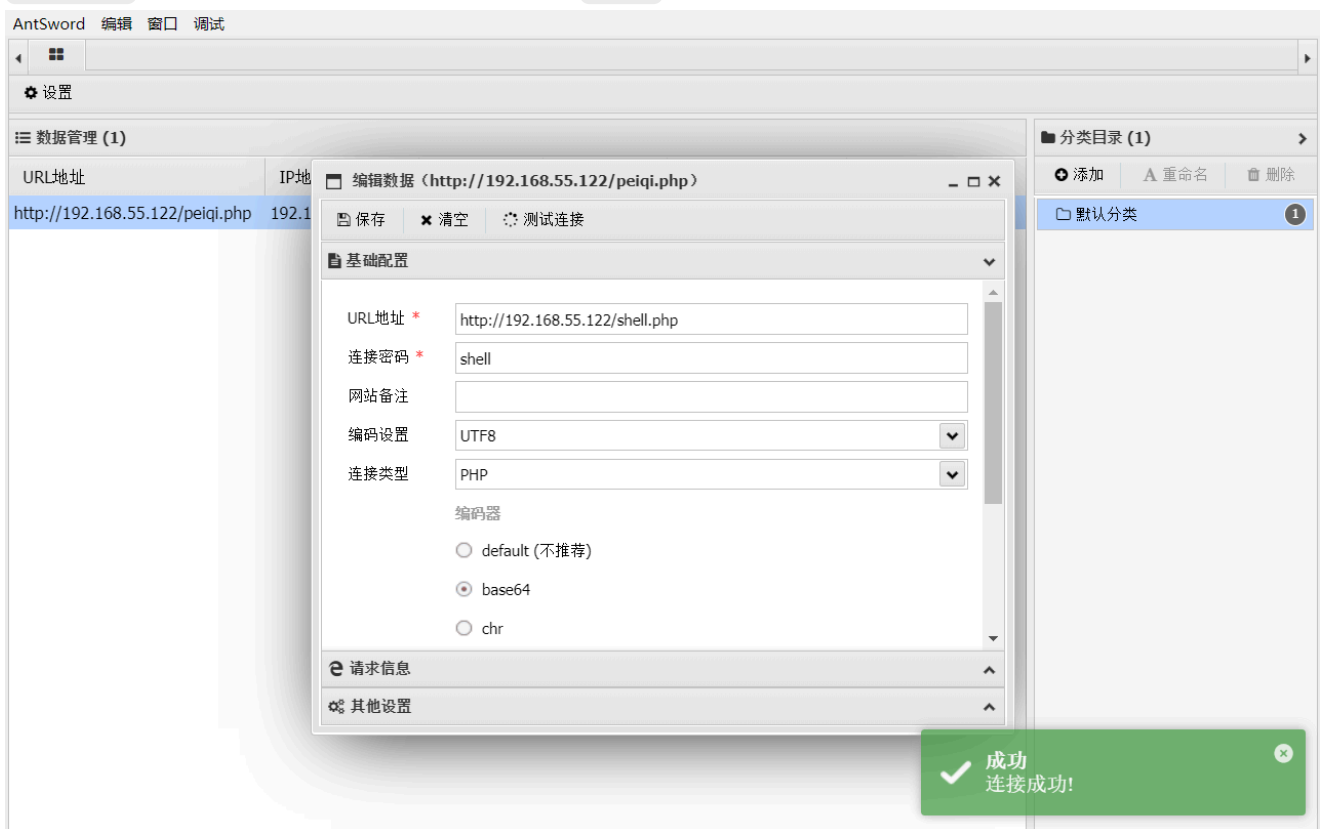 AntSword 编辑 窗口 调试
设置
数据管理 (1)
URL地址 IP地
http://192.168.55.122/peiqi.php 192.1
编辑数据（http://192.168.55.122/peiqi.php）
保存 清空 测试连接
基础配置
URL地址 * http://192.168.55.122/shell.php
连接密码 * shell
网站备注
编码设置 UTF8
连接类型 PHP
编码器
default (不推荐)
base64
chr
请求信息
其他设置
分类目录 (1)
添加 A 重命名 删除
默认分类 1
成功
连接成功!